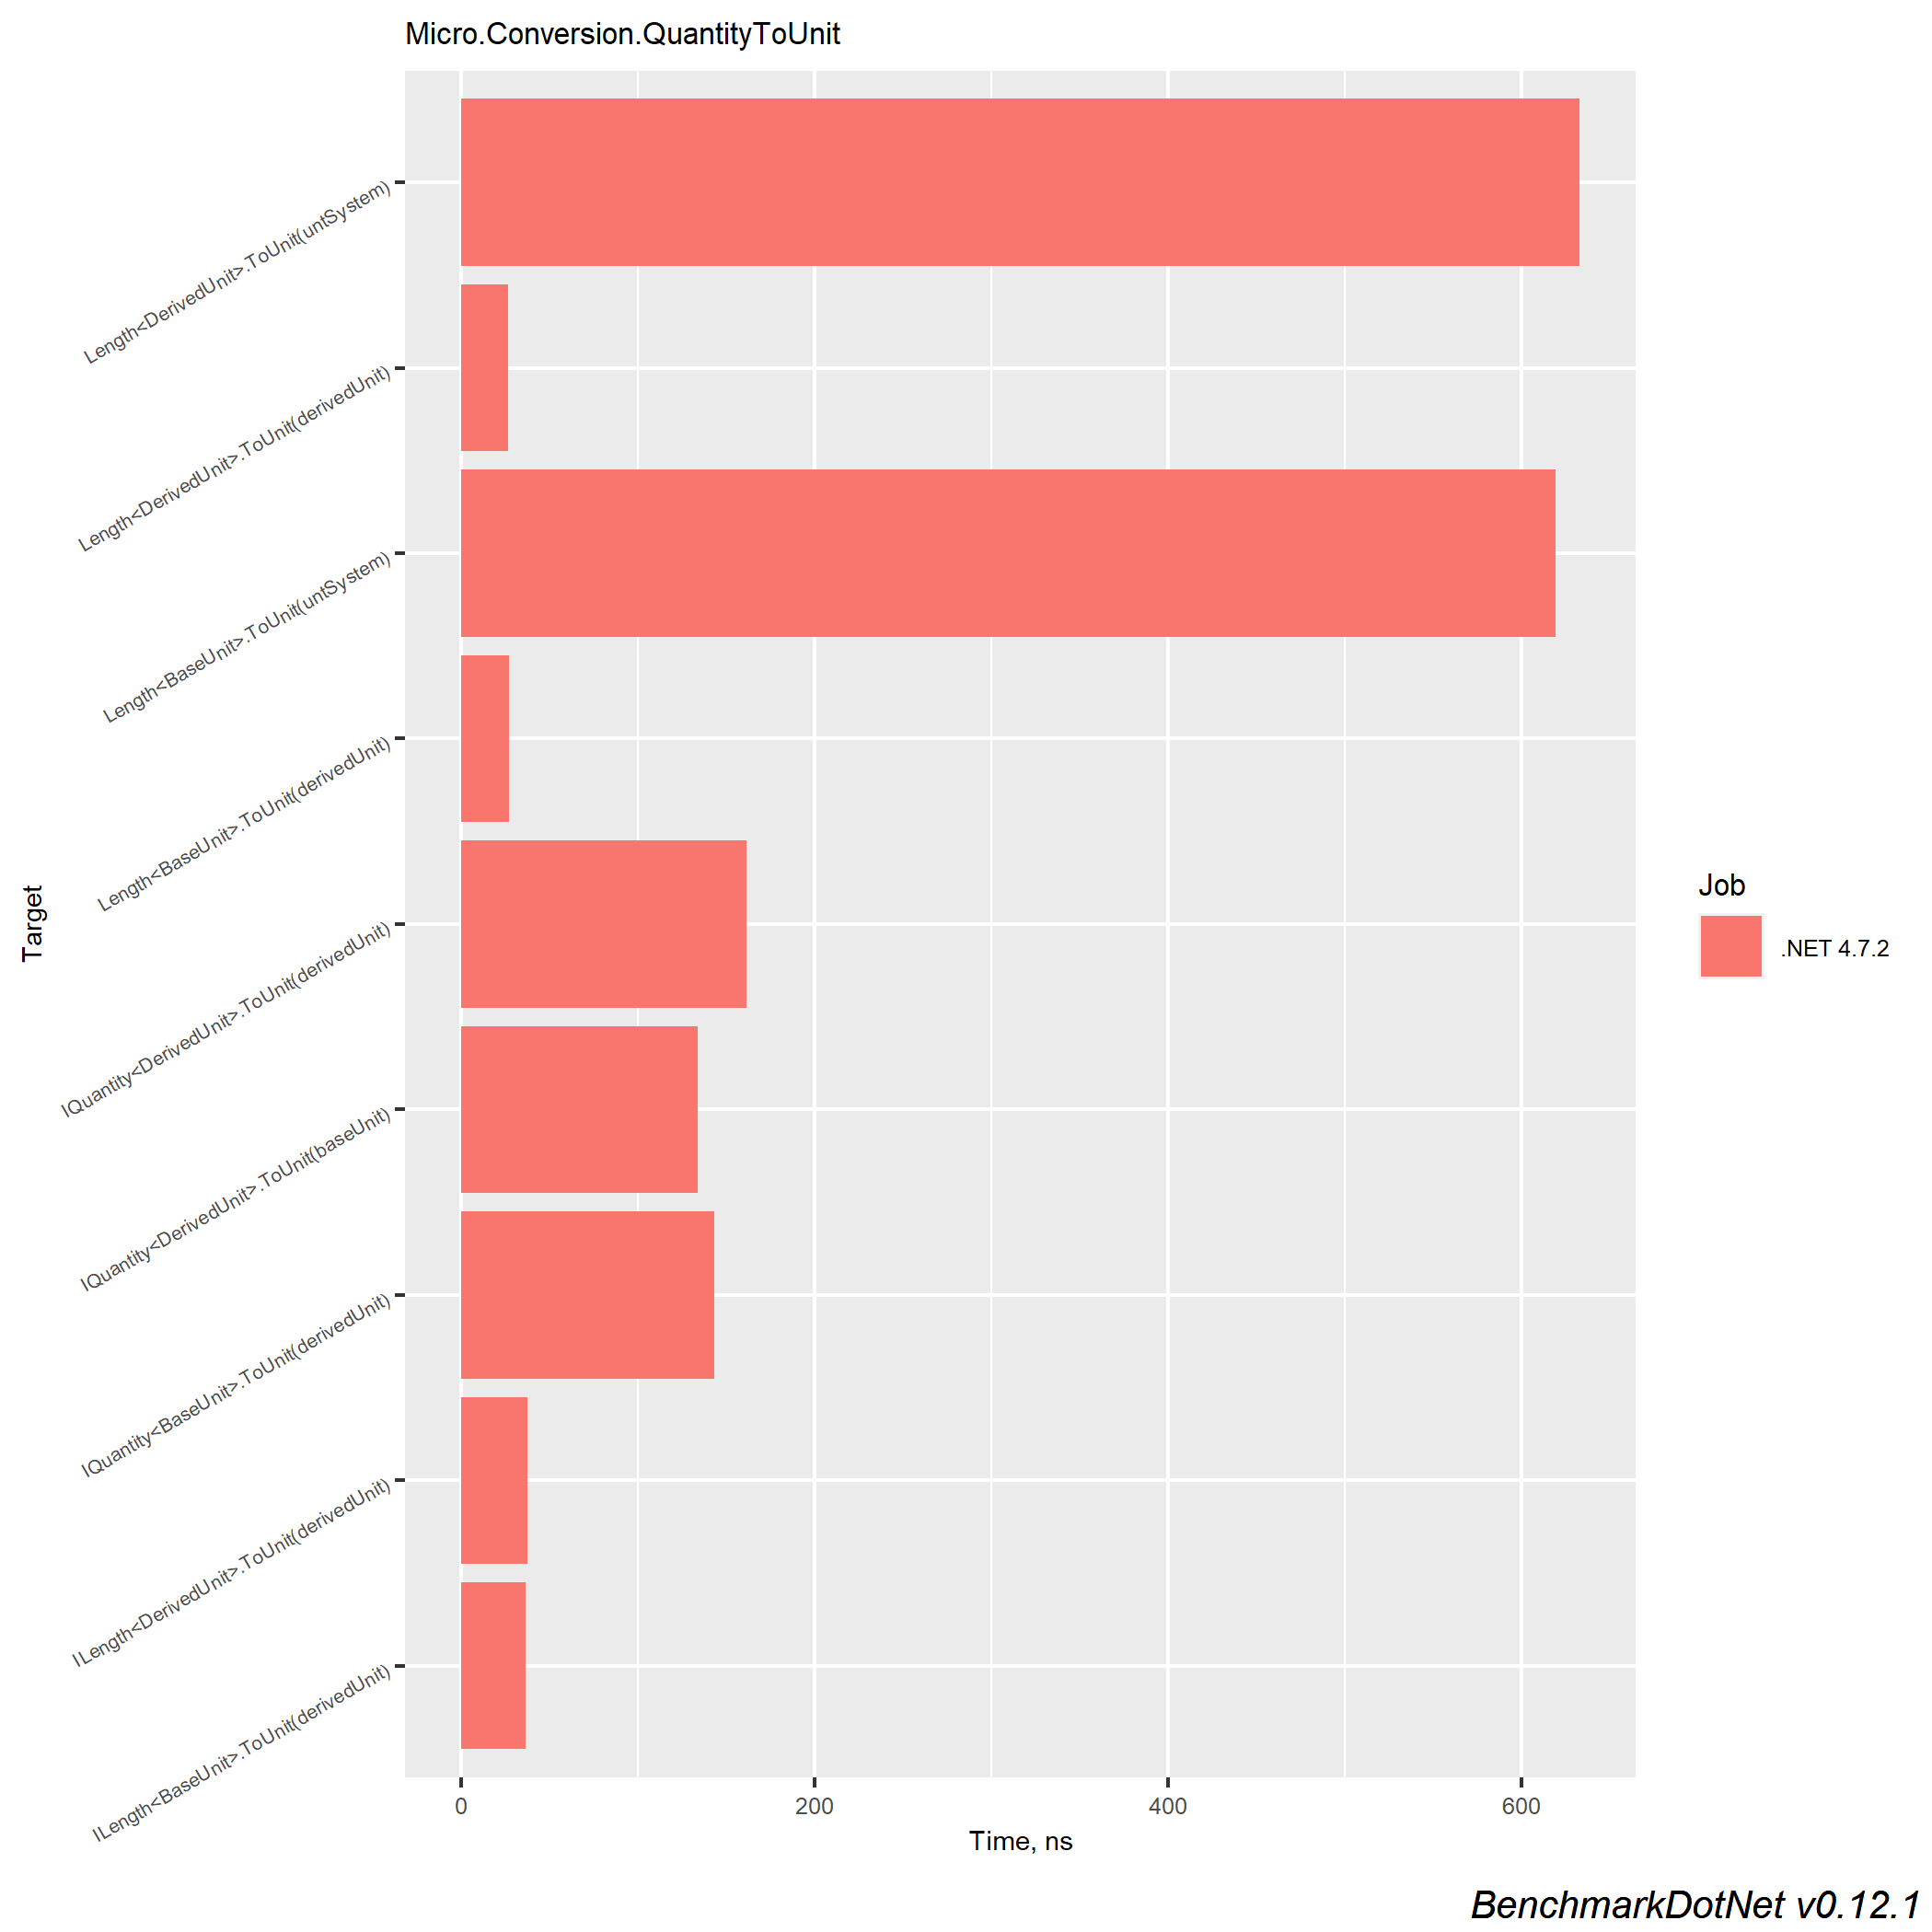 Micro.Conversion.QuantityToUnit
Length<DerivedUnit>.ToUnit(untSystem)
Length<DerivedUnit>.ToUnit(derivedUnit)
Length<BaseUnit>.ToUnit(untSystem)
Length<BaseUnit>.ToUnit(derivedUnit)
IQuantity<DerivedUnit>.ToUnit(derivedUnit)
IQuantity<DerivedUnit>.ToUnit(baseUnit)
IQuantity<BaseUnit>.ToUnit(derivedUnit)
ILength<DerivedUnit>.ToUnit(derivedUnit)
ILength<BaseUnit>.ToUnit(derivedUnit)
Target
0 200 400 600
Time, ns
Job
.NET 4.7.2
BenchmarkDotNet v0.12.1